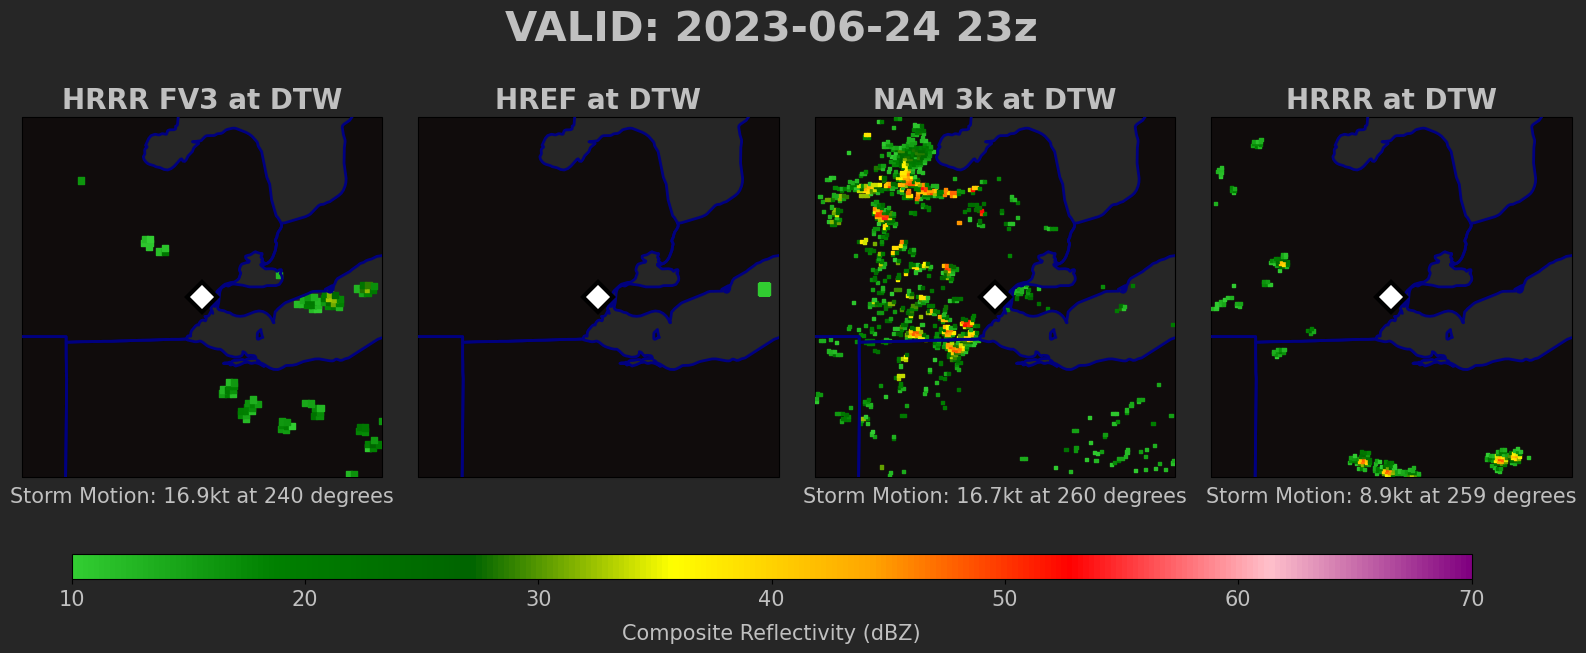 VALID: 2023-06-24 23z
HRRR FV3 at DTW
HREF at DTW
NAM 3k at DTW
HRRR at DTW
Storm Motion: 16.9kt at 240 degrees
Storm Motion: 16.7kt at 260 degrees
Storm Motion: 8.9kt at 259 degrees
10 20 30 40 50 60 70
Composite Reflectivity (dBZ)